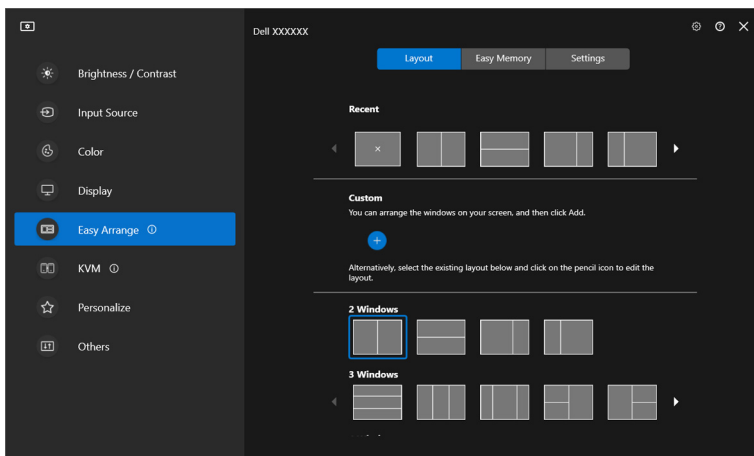 Dell XXXXXX
Brightness / Contrast
Input Source
Color
Display
Easy Arrange
KVM
Personalize
Others
Layout
Easy Memory
Settings
Recent
Custom
You can arrange the windows on your screen, and then click Add.
Alternatively, select the existing layout below and click on the pencil icon to edit the
layout.
2 Windows
3 Windows